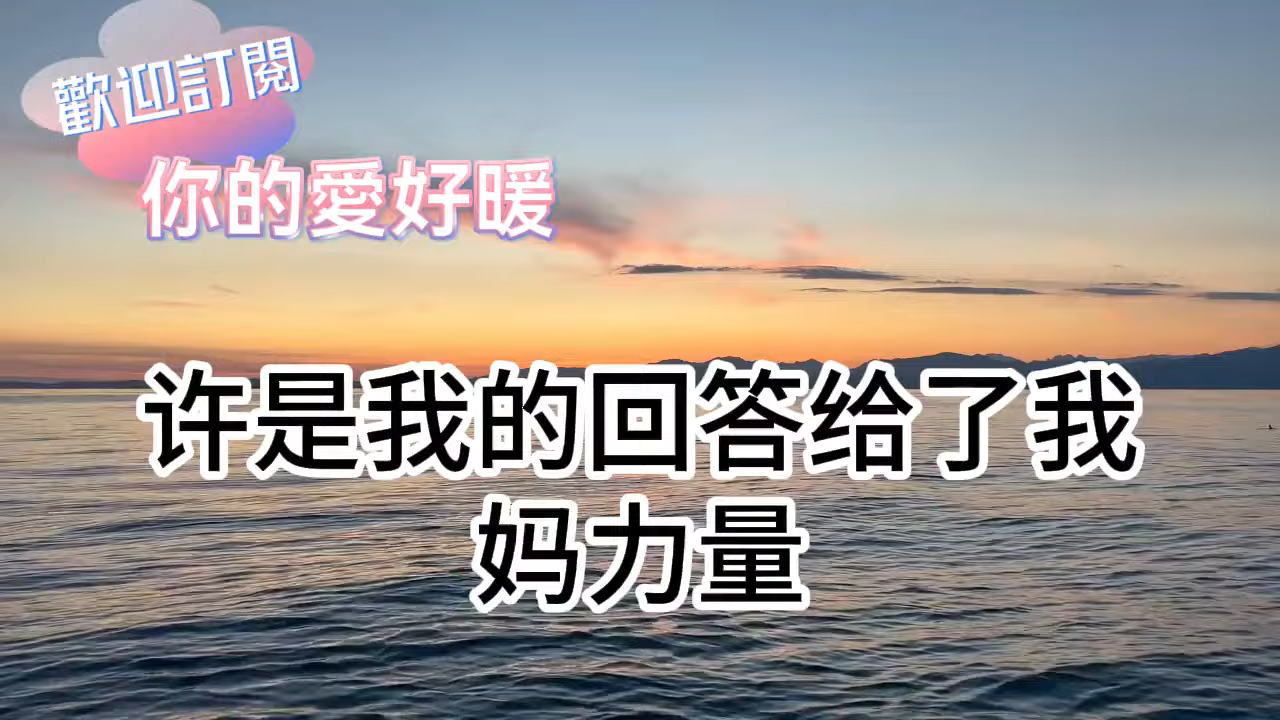 歡迎訂閱
你的愛好暖
许是我的回答给了我
妈力量